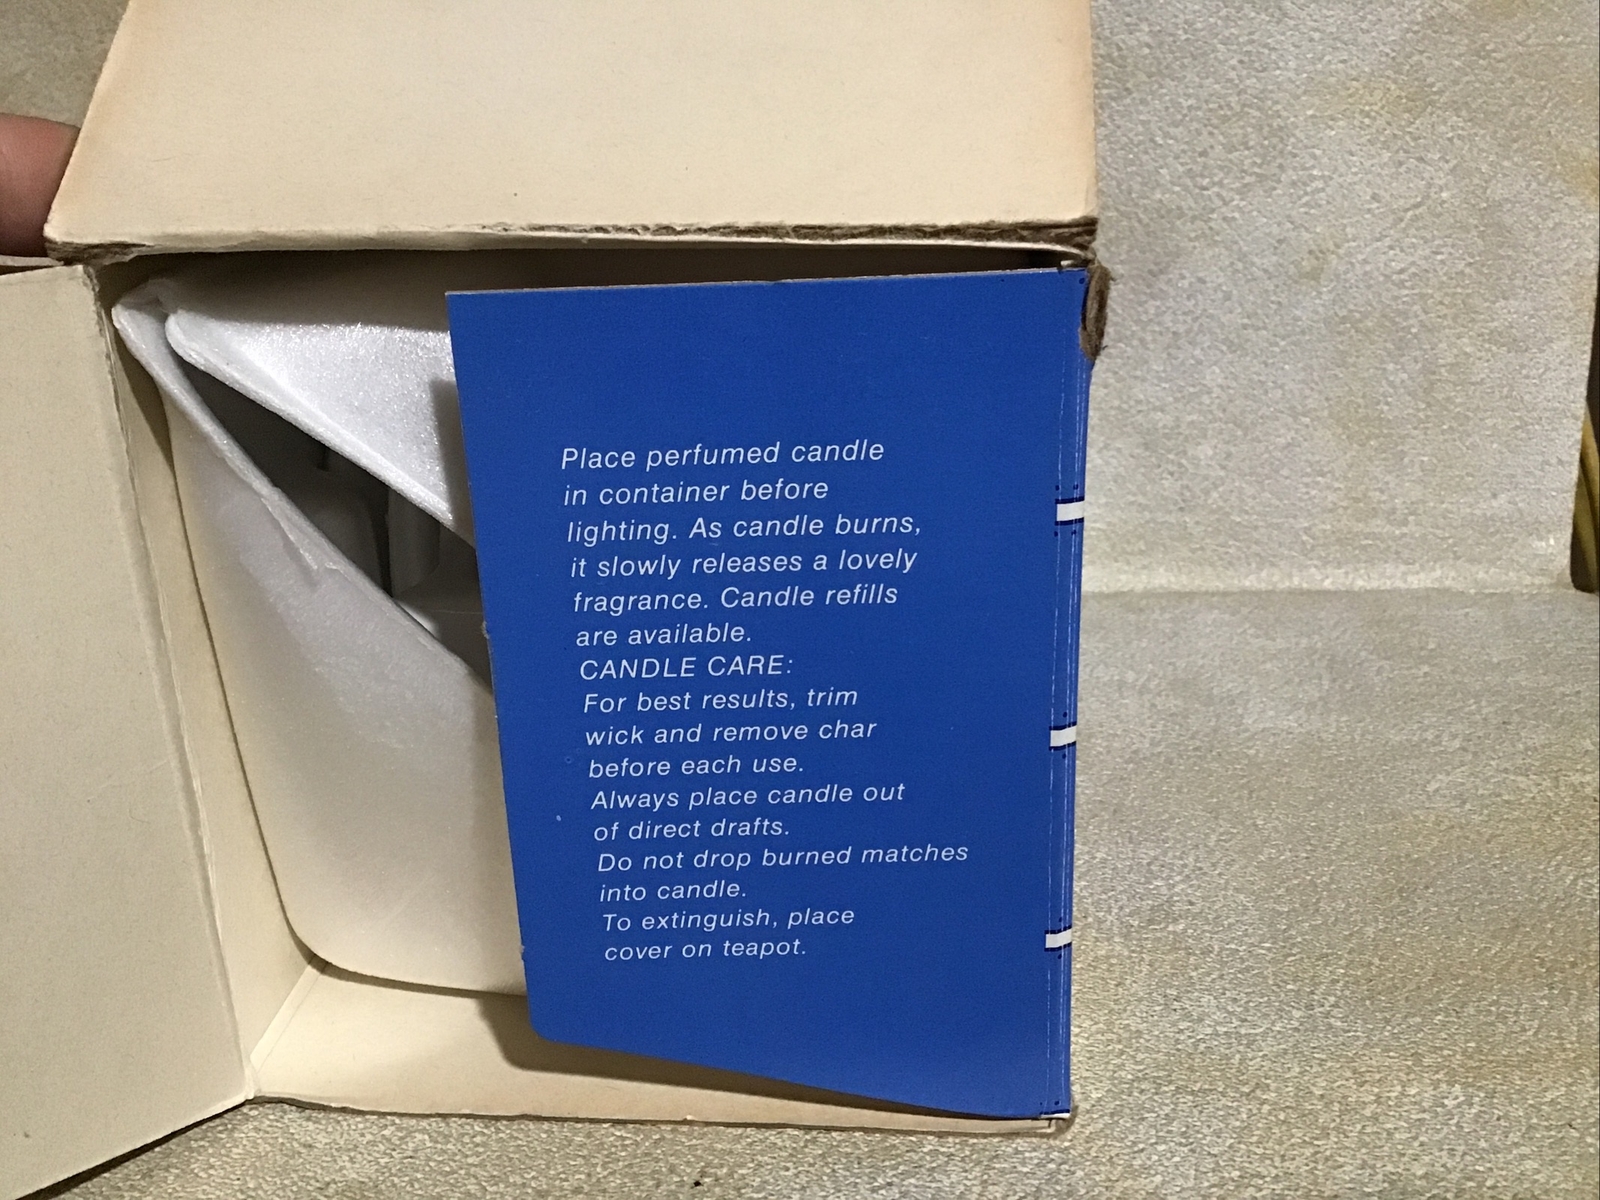 Place perfumed candle
in container before
lighting. As candle burns,
it slowly releases a lovely
fragrance. Candle refills
are available.
CANDLE CARE:
For best results, trim
wick and remove char
before each use.
Always place candle out
of direct drafts.
Do not drop burned matches
into candle.
To extinguish, place
cover on teapot.